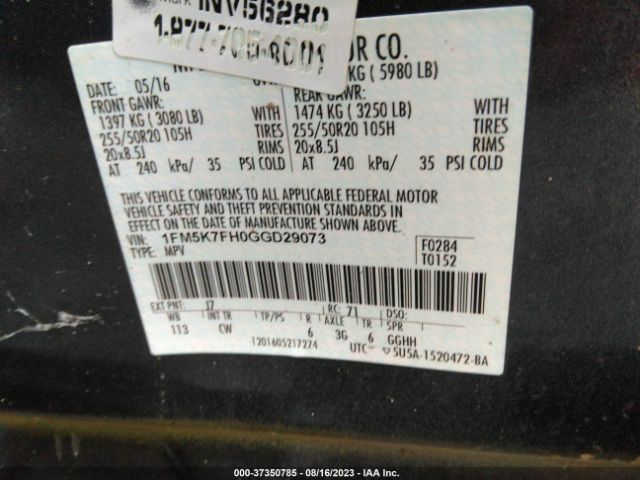 Mark INV56280
1-877-705-6001
OR CO.
KG ( 5980 LB)
DATE: 05/16
FRONT GAWR: REAR GAWR:
1397 KG ( 3080 LB) WITH 1474 KG ( 3250 LB) WITH
255/50R20 105H TIRES 255/50R20 105H TIRES
20x8.5J RIMS 20x8.5J RIMS
AT 240 kPa/ 35 PSI COLD AT 240 kPa/ 35 PSI COLD
THIS VEHICLE CONFORMS TO ALL APPLICABLE FEDERAL MOTOR
VEHICLE SAFETY AND THEFT PREVENTION STANDARDS IN
EFFECT ON THE DATE OF MANUFACTURE SHOWN ABOVE.
VIN: 1FM5K7FH0GGD29073 F0284
TYPE: MPV T0152
EXT PNT: J7 RC: 71 DSO:
WB INT TR TP/PS R AXLE TR SPR
113 CW 6 3G 6 GGHH
1201605217274 UTC 5U5A-1520472-BA
000-37350785 - 08/16/2023 - IAA Inc.